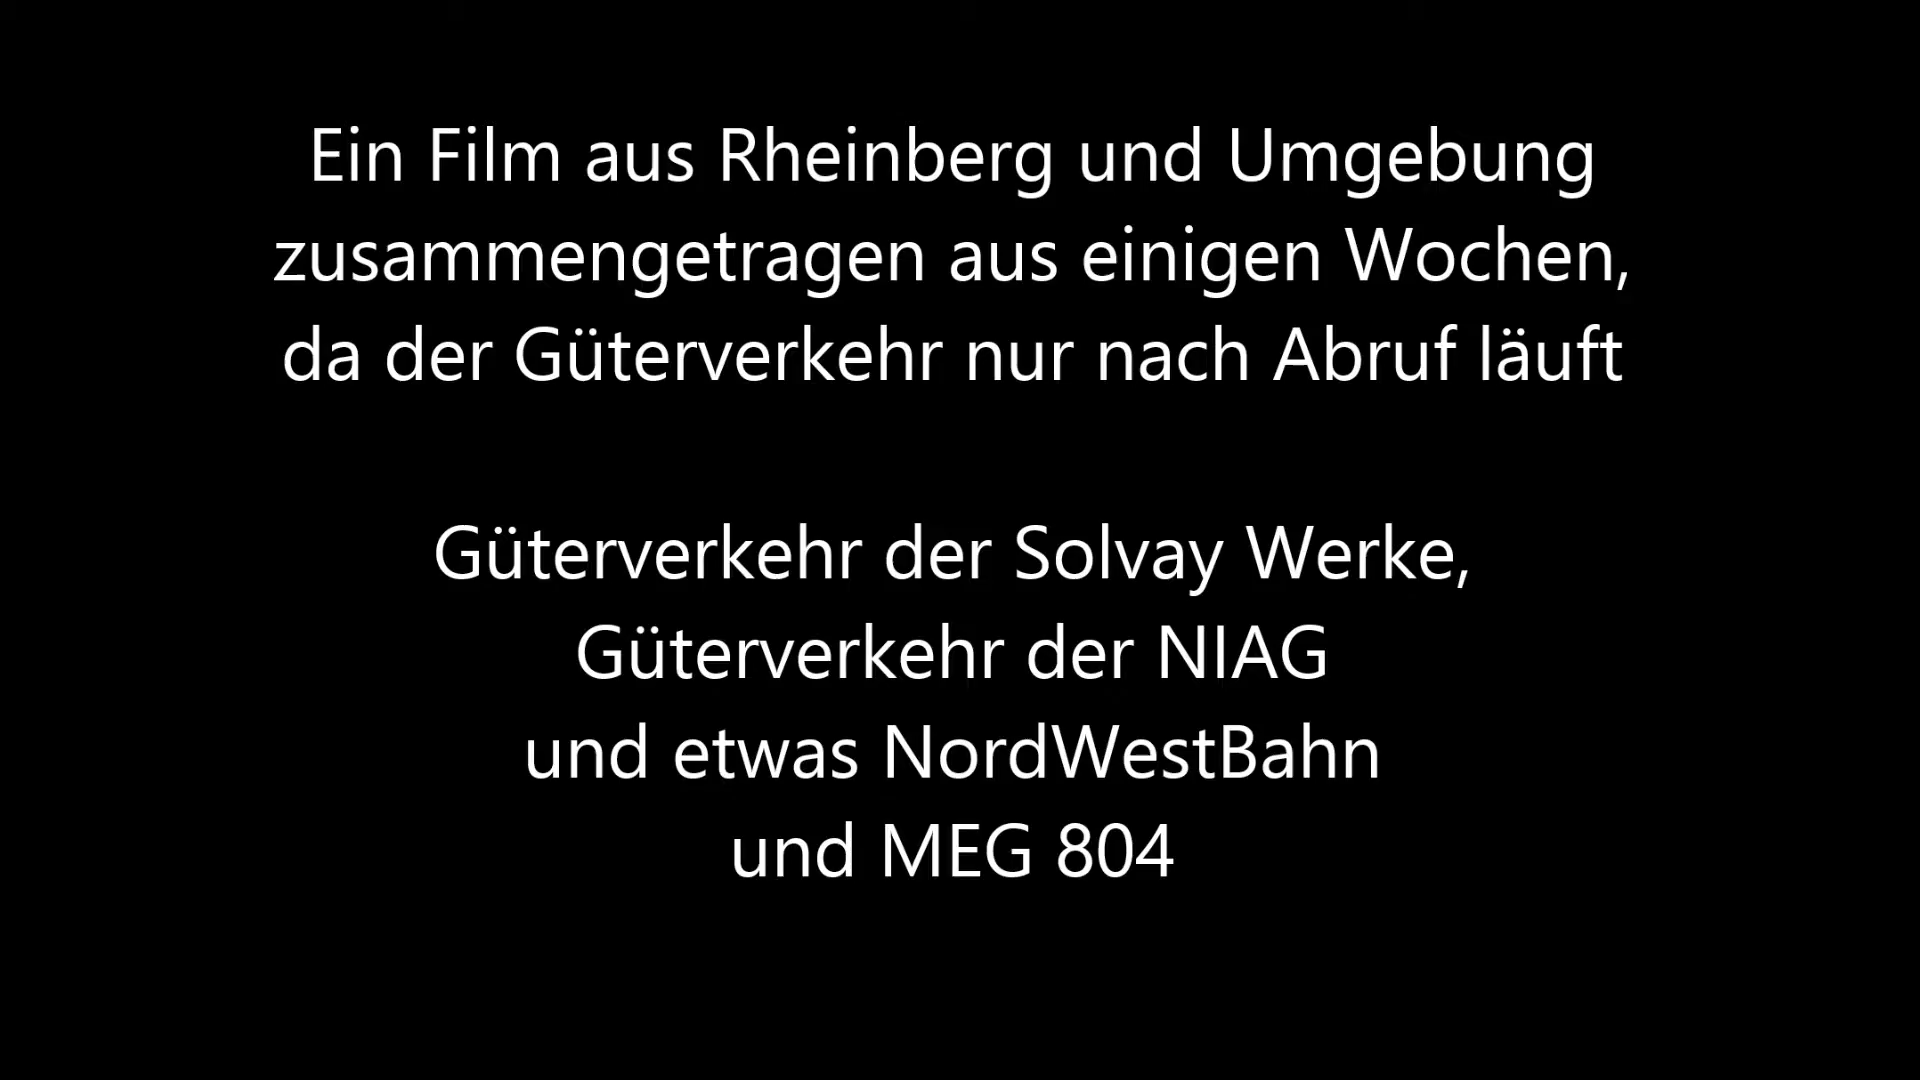 Ein Film aus Rheinberg und Umgebung
zusammengetragen aus einigen Wochen,
da der Güterverkehr nur nach Abruf läuft
Güterverkehr der Solvay Werke,
Güterverkehr der NIAG
und etwas NordWestBahn
und MEG 804